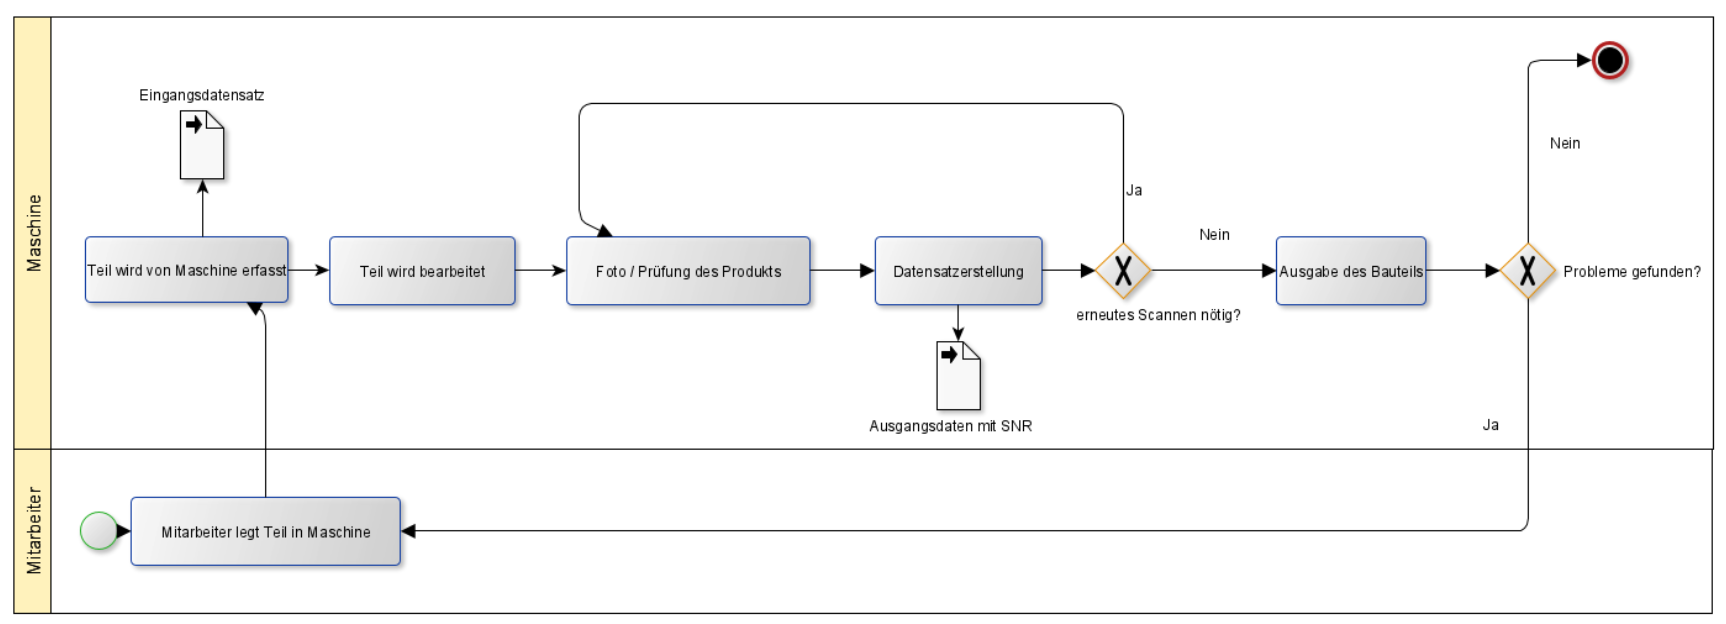 Maschine
Eingangsdatensatz
Nein
Ja
Nein
Teil wird von Maschine erfasst
Teil wird bearbeitet
Foto / Prüfung des Produkts
Datensatzerstellung
X
Ausgabe des Bauteils
X
Probleme gefunden?
erneutes Scannen nötig?
Ausgangsdaten mit SNR
Ja
Mitarbeiter
Mitarbeiter legt Teil in Maschine